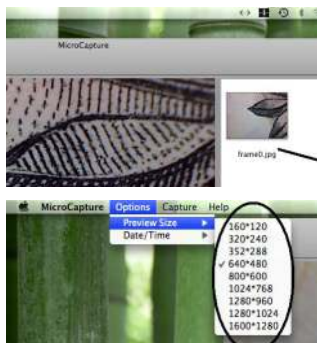 MicroCapture
frame0.jpg
MicroCapture Options Capture Help
Preview Size
Date/Time
160*120
320*240
352*288
✓ 640*480
800*600
1024*768
1280*960
1280*1024
1600*1280